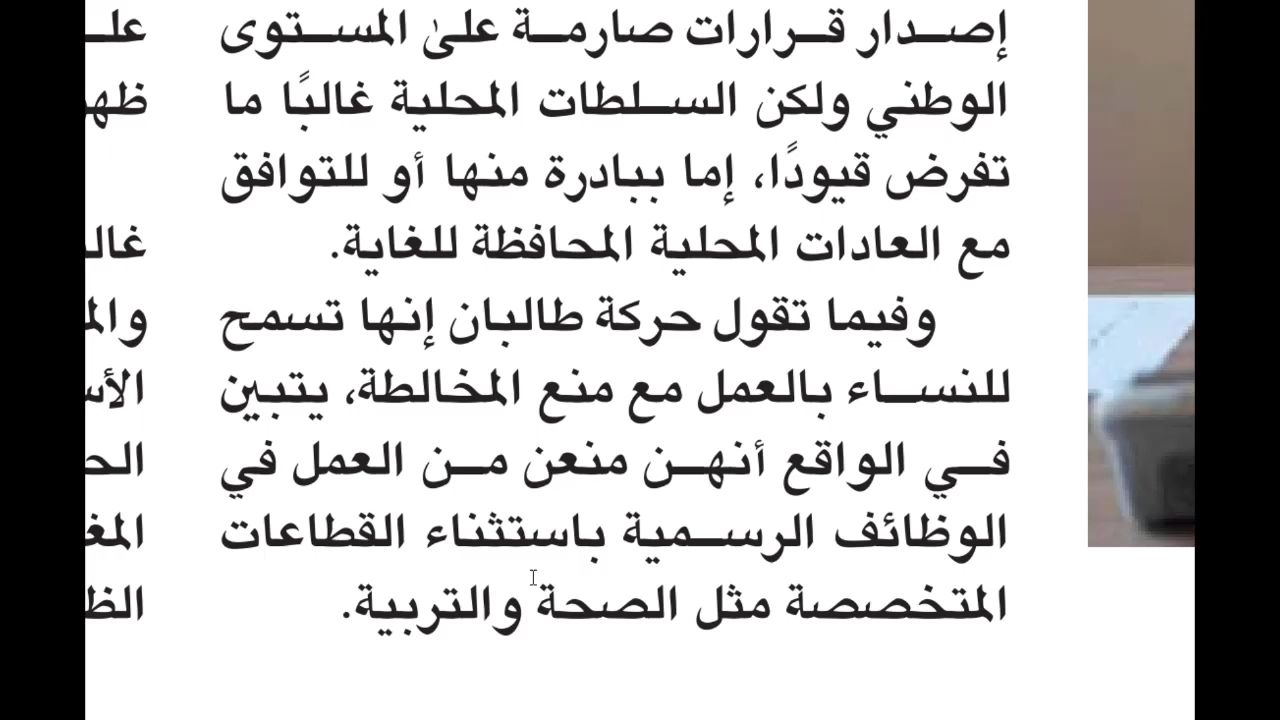 إصدار قرارات صارمة على المستوى
الوطني ولكن السلطات المحلية غالبًا ما
تفرض قيودًا، إما ببادرة منها أو للتوافق
مع العادات المحلية المحافظة للغاية.
وفيما تقول حركة طالبان إنها تسمح
للنساء بالعمل مع منع المخالطة، يتبين
في الواقع أنهن منعن من العمل في
الوظائف الرسمية باستثناء القطاعات
المتخصصة مثل الصحة والتربية.